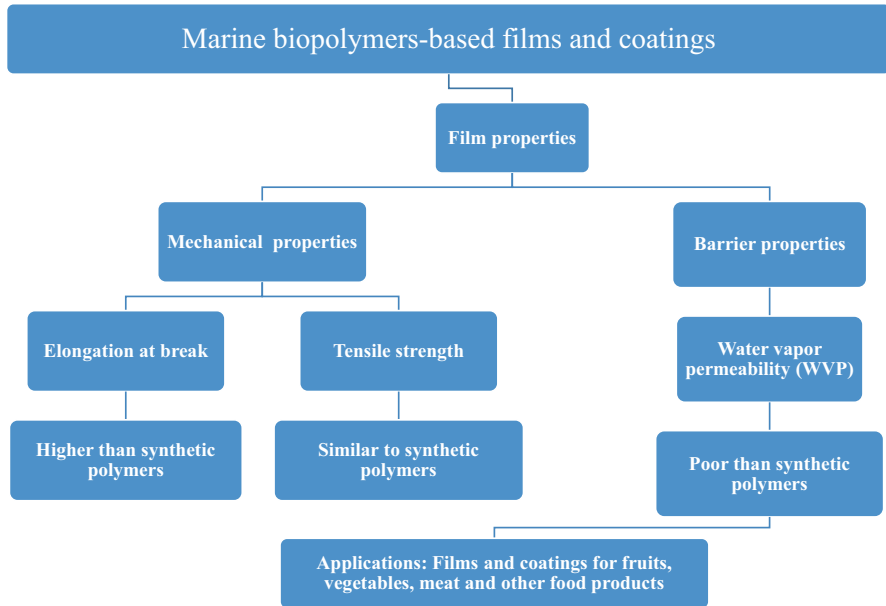 Marine biopolymers-based films and coatings
Film properties
Mechanical properties
Barrier properties
Elongation at break
Tensile strength
Water vapor
permeability (WVP)
Higher than synthetic
polymers
Similar to synthetic
polymers
Poor than synthetic
polymers
Applications: Films and coatings for fruits,
vegetables, meat and other food products